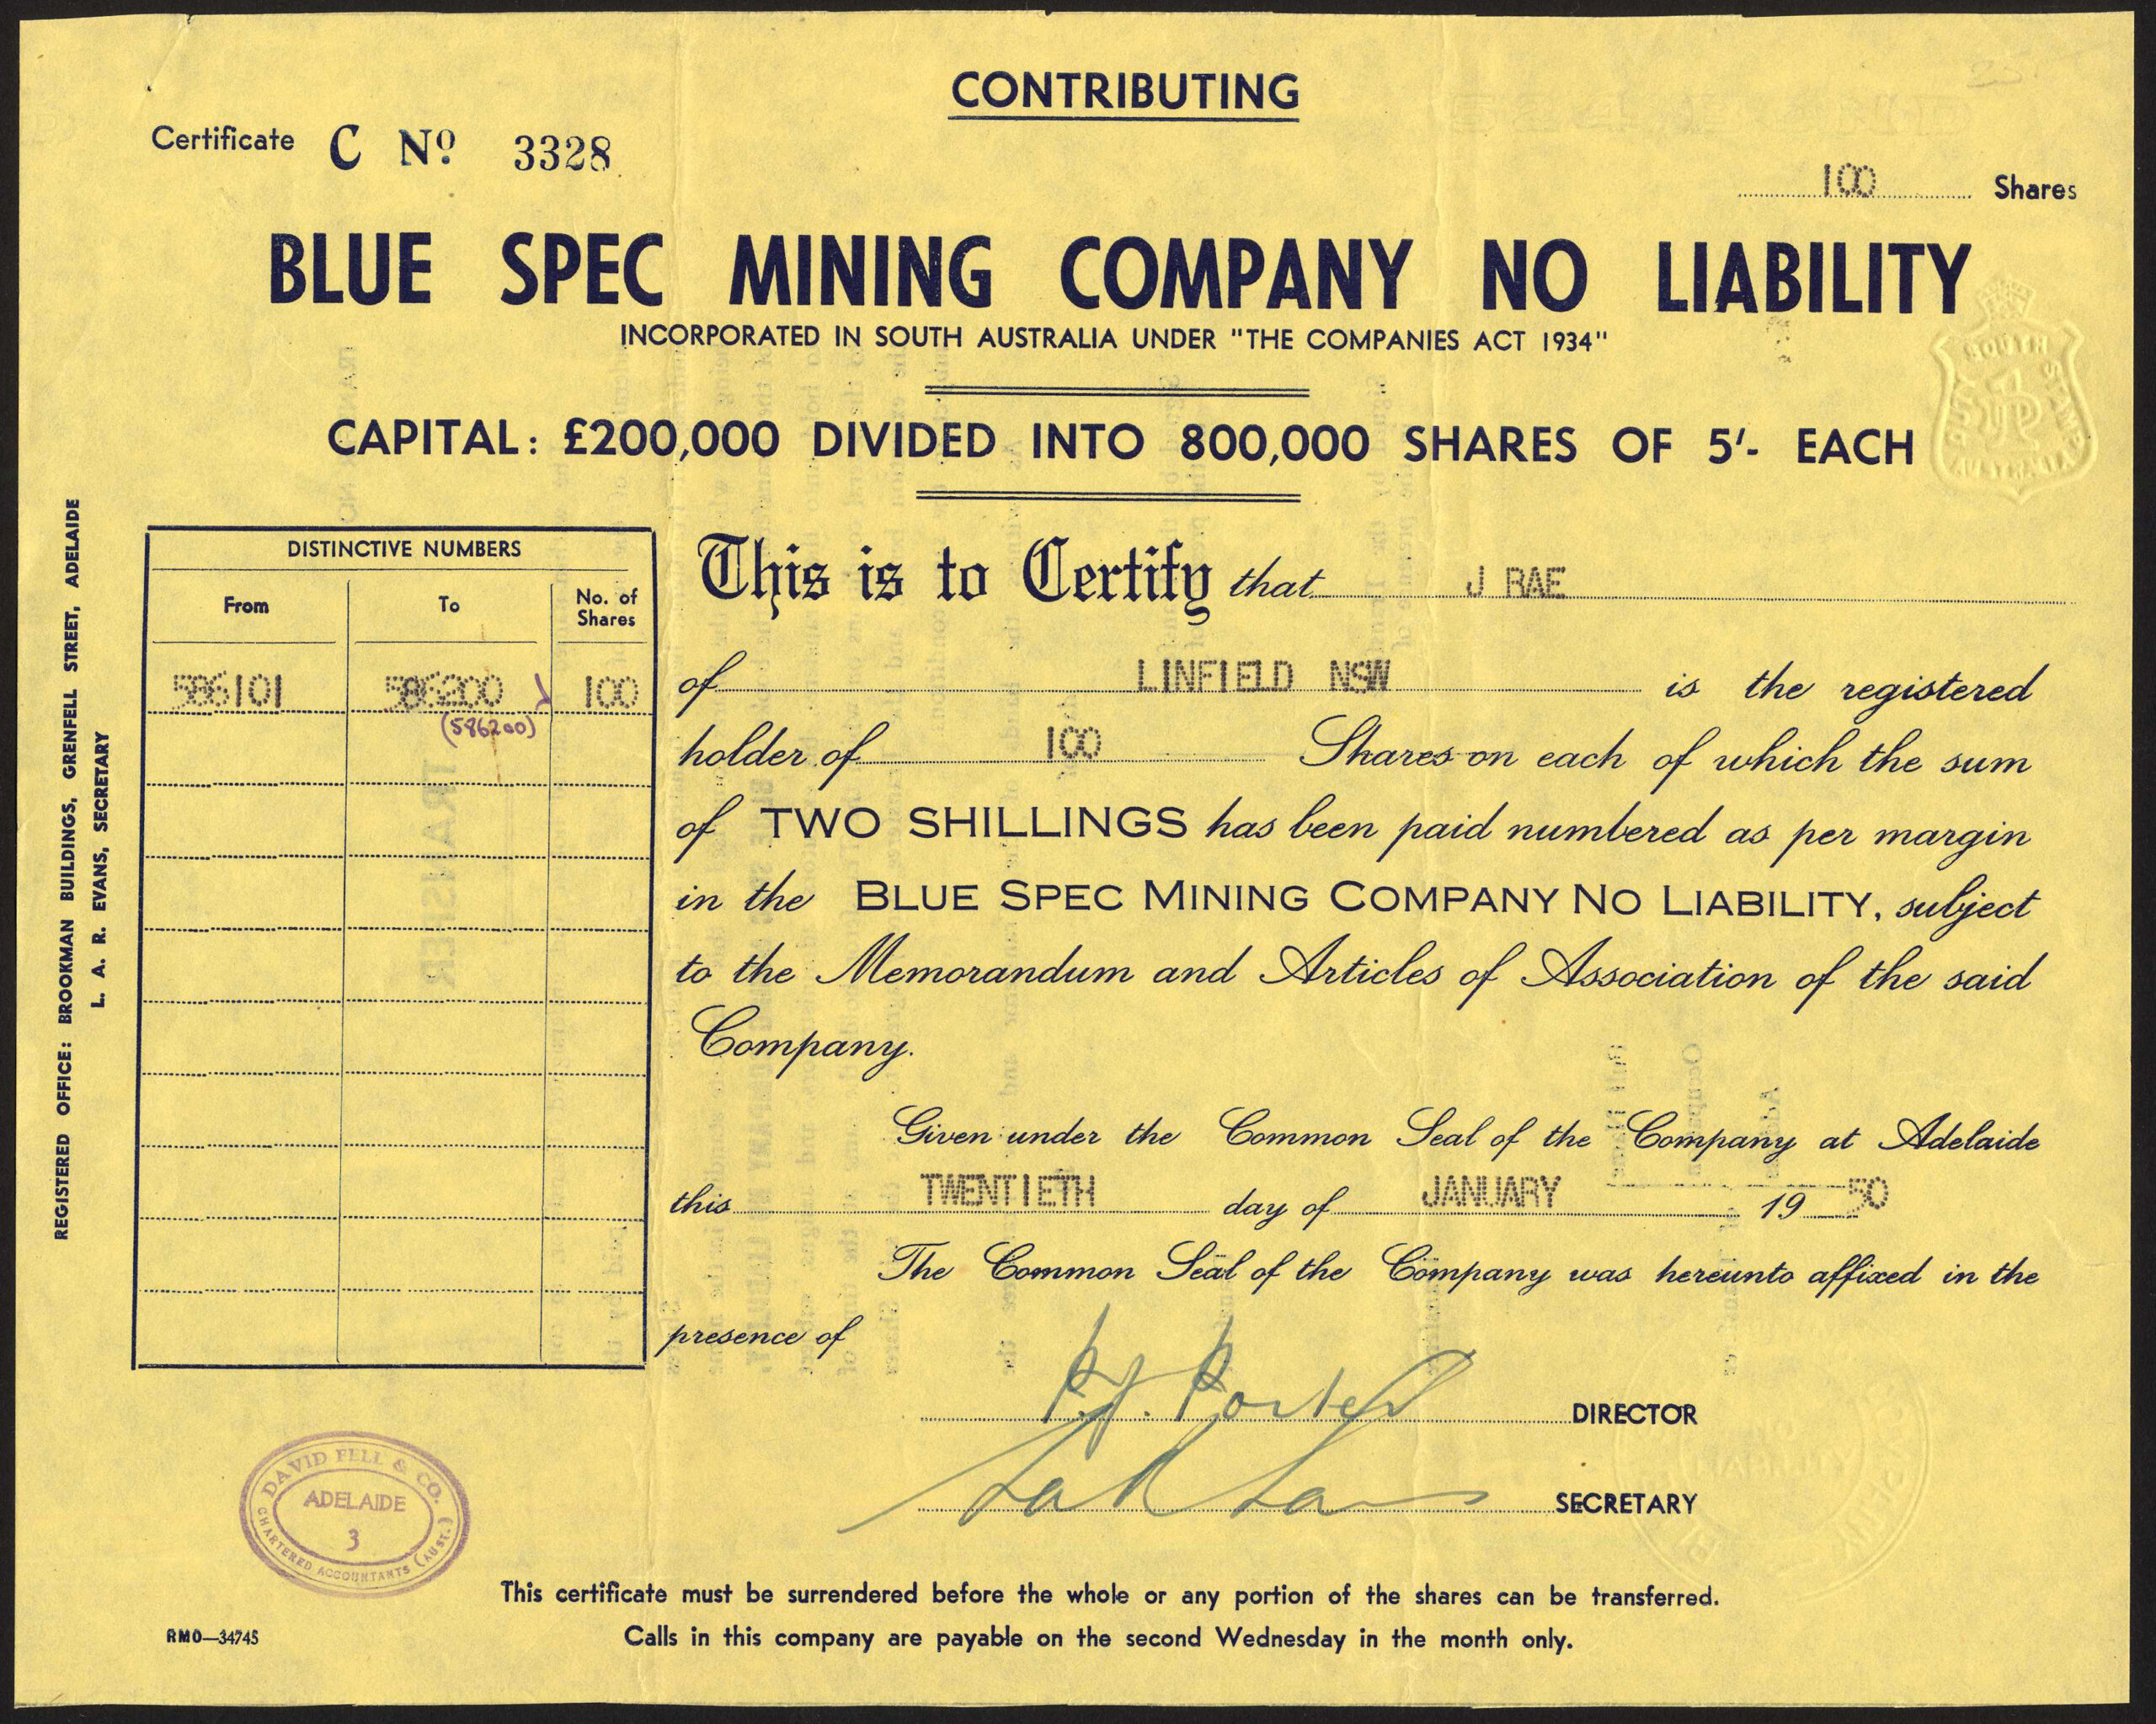 CONTRIBUTING
Certificate C Nº 3328
100 Shares
BLUE SPEC MINING COMPANY NO LIABILITY
INCORPORATED IN SOUTH AUSTRALIA UNDER "THE COMPANIES ACT 1934"
CAPITAL: £200,000 DIVIDED INTO 800,000 SHARES OF 5'- EACH
SOUTH AUSTRALIA
DUTY STAMP
REGISTERED OFFICE: BROOKMAN BUILDINGS, GRENFELL STREET, ADELAIDE
L. A. R. EVANS, SECRETARY
DISTINCTIVE NUMBERS
From To No. of Shares
586101 586200 100
(586200)
This is to Certify that J RAE
of LINFIELD NSW is the registered
holder of 100 Shares on each of which the sum
of TWO SHILLINGS has been paid numbered as per margin
in the BLUE SPEC MINING COMPANY NO LIABILITY, subject
to the Memorandum and Articles of Association of the said
Company.
Given under the Common Seal of the Company at Adelaide
this TWENTIETH day of JANUARY 1950
The Common Seal of the Company was hereunto affixed in the
presence of
DIRECTOR
SECRETARY
DAVID FELL & CO.
ADELAIDE
3
CHARTERED ACCOUNTANTS (AUST.)
This certificate must be surrendered before the whole or any portion of the shares can be transferred.
Calls in this company are payable on the second Wednesday in the month only.
RMO—34745